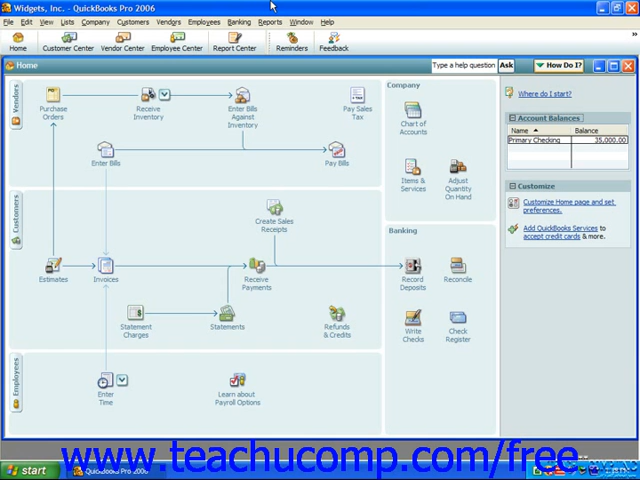 Widgets, Inc. - QuickBooks Pro 2006
File Edit View Lists Company Customers Vendors Employees Banking Reports Window Help
Home Customer Center Vendor Center Employee Center Report Center Reminders Feedback
Home
Type a help question Ask How Do I?
Vendors
Purchase Orders
Receive Inventory
Enter Bills Against Inventory
Pay Sales Tax
Enter Bills
Pay Bills
Customers
Create Sales Receipts
Estimates
Invoices
Receive Payments
Statement Charges
Statements
Refunds & Credits
Employees
Enter Time
Learn about Payroll Options
Company
Chart of Accounts
Items & Services
Adjust Quantity On Hand
Banking
Record Deposits
Reconcile
Write Checks
Check Register
Where do I start?
Account Balances
Name Balance
Primary Checking 35,000.00
Customize
Customize Home page and set preferences.
Add QuickBooks Services to accept credit cards & more.
www.teachucomp.com/free
start QuickBooks Pro 2006